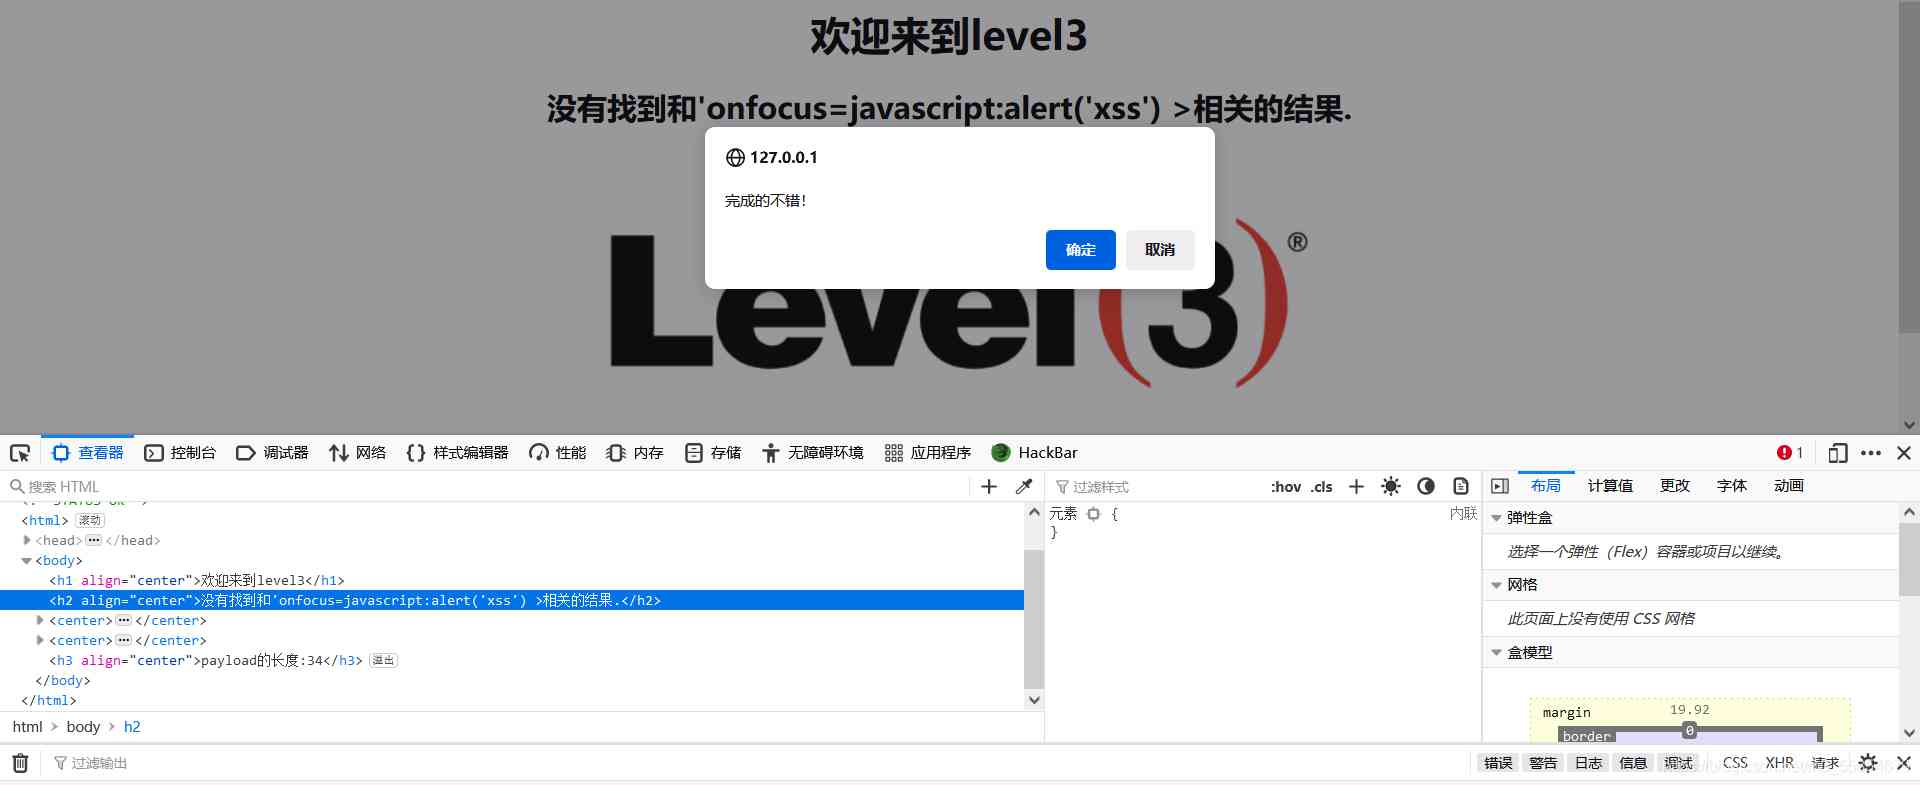 欢迎来到level3
没有找到和'onfocus=javascript:alert('xss') >相关的结果.
127.0.0.1
完成的不错！
确定 取消
Level(3)®
查看器 控制台 调试器 网络 {} 样式编辑器 性能 内存 存储 无障碍环境 应用程序 HackBar 1
搜索 HTML
过滤样式 :hov .cls
布局 计算值 更改 字体 动画
<html> 滚动
<head> ··· </head>
<body>
<h1 align="center">欢迎来到level3</h1>
<h2 align="center">没有找到和'onfocus=javascript:alert('xss') >相关的结果.</h2>
<center> ··· </center>
<center> ··· </center>
<h3 align="center">payload的长度:34</h3> 溢出
</body>
</html>
html > body > h2
元素 { 内联
}
弹性盒
选择一个弹性（Flex）容器或项目以继续。
网格
此页面上没有使用 CSS 网格
盒模型
margin 19.92
border 0
过滤输出
错误 警告 日志 信息 调试 CSS XHR 请求